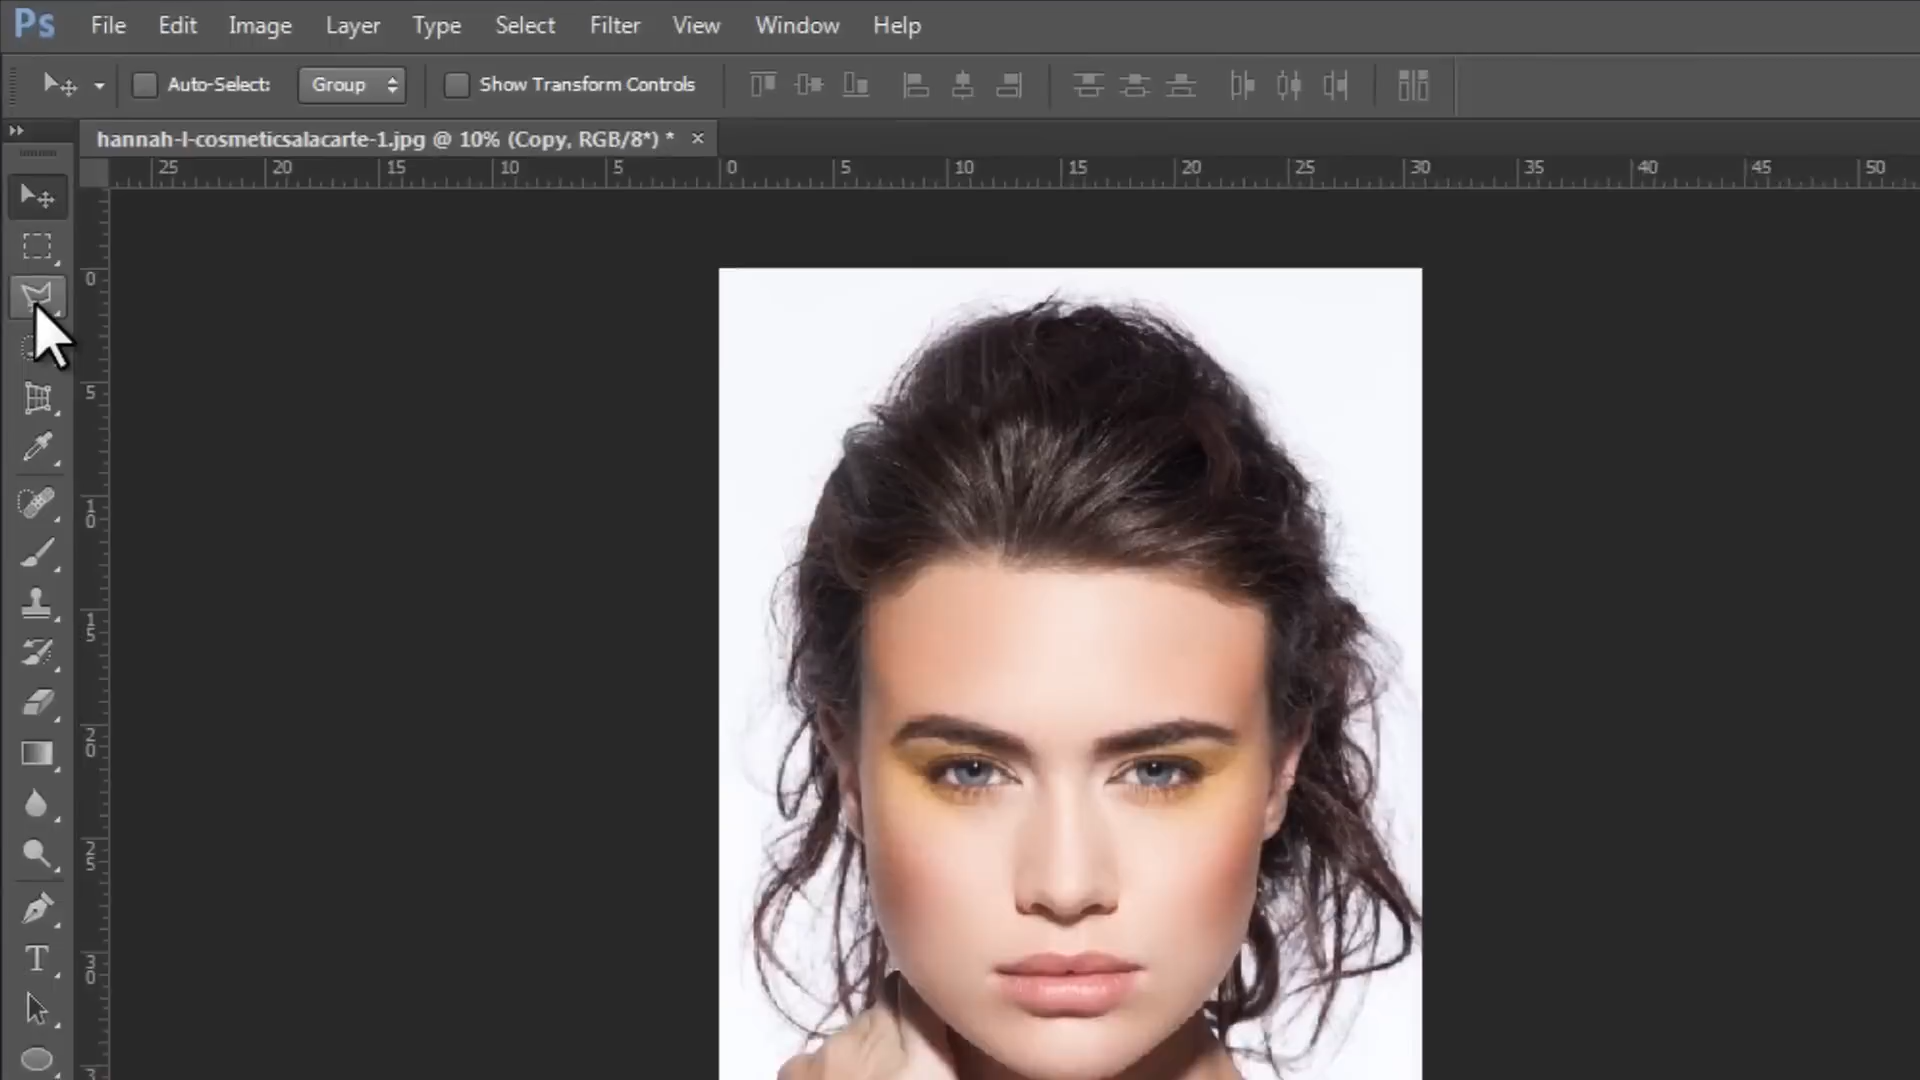 Ps File Edit Image Layer Type Select Filter View Window Help
Auto-Select: Group Show Transform Controls
hannah-l-cosmeticsalacarte-1.jpg @ 10% (Copy, RGB/8*) * ×
25 20 15 10 5 0 5 10 15 20 25 30 35 40 45 50
0
5
10
15
20
25
30
3
T